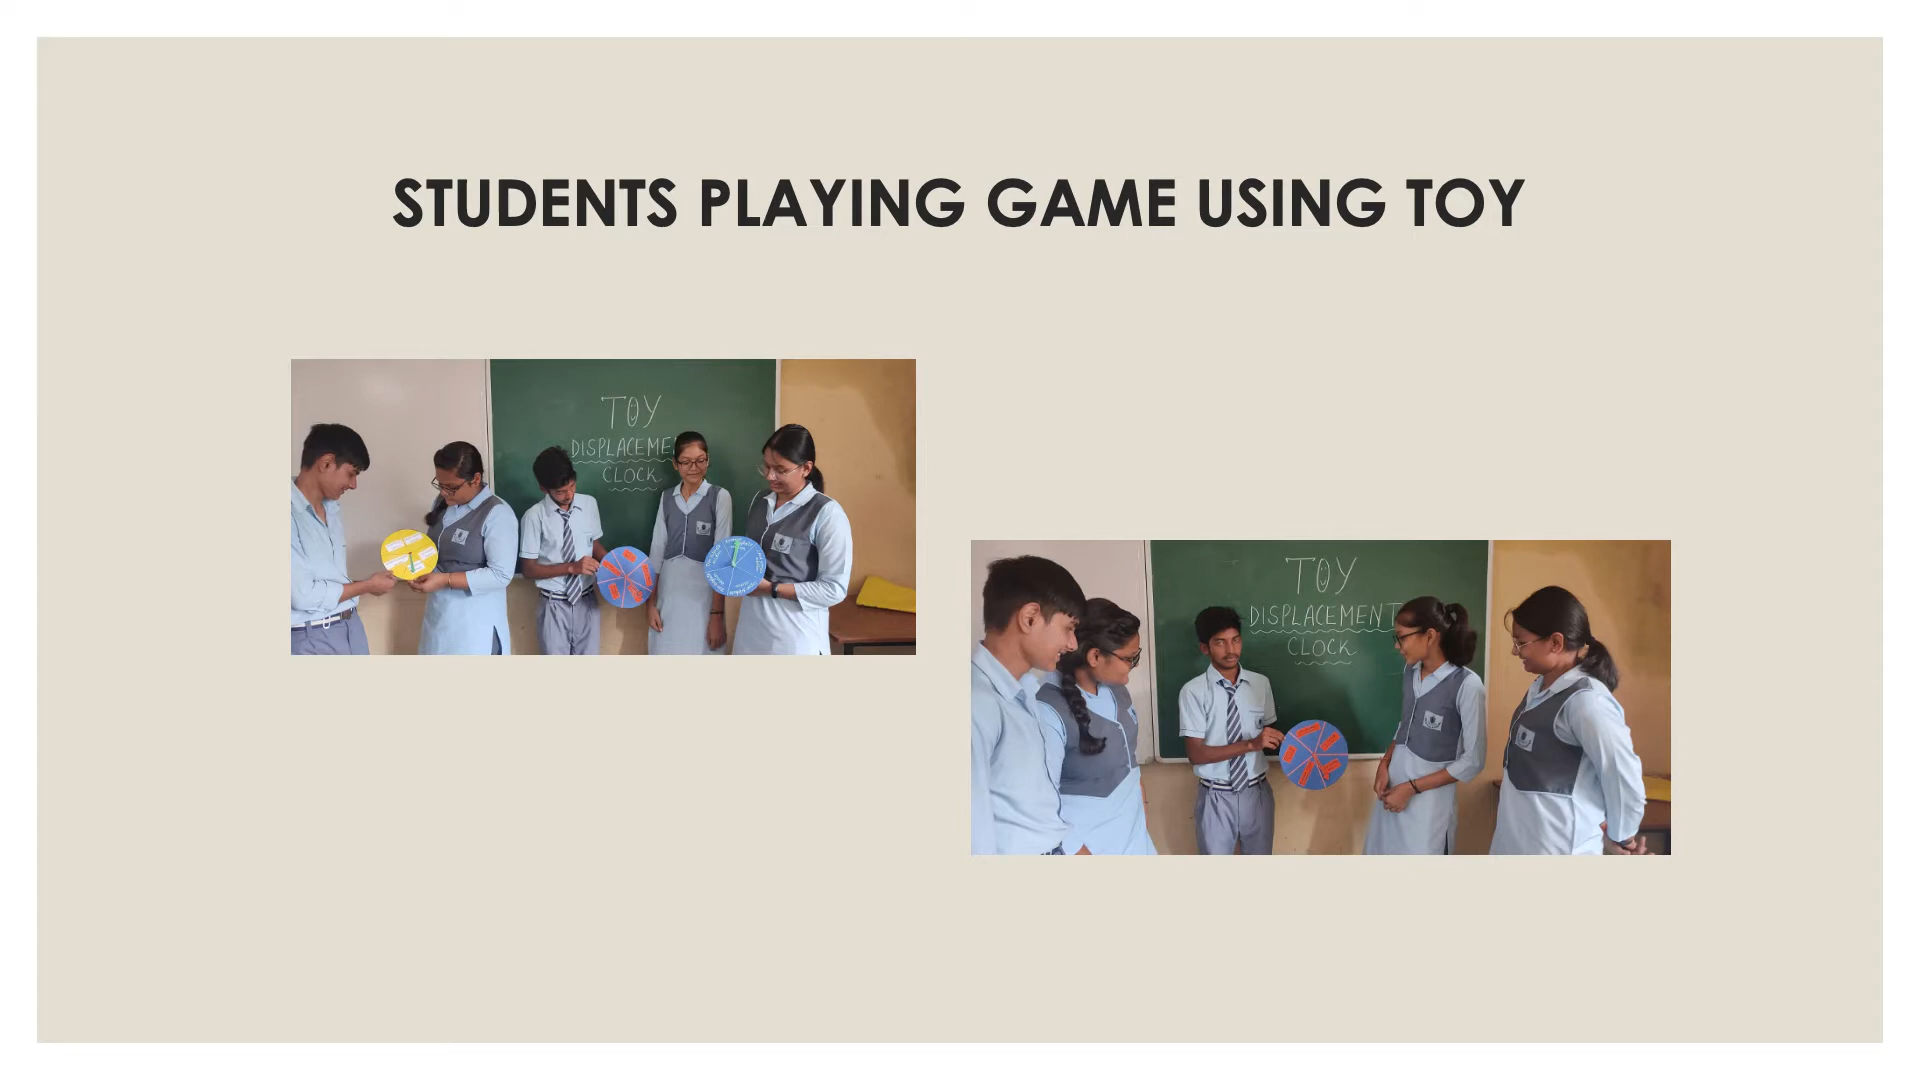 STUDENTS PLAYING GAME USING TOY
TOY
DISPLACEME
CLOCK
TOY
DISPLACEMENT
CLOCK